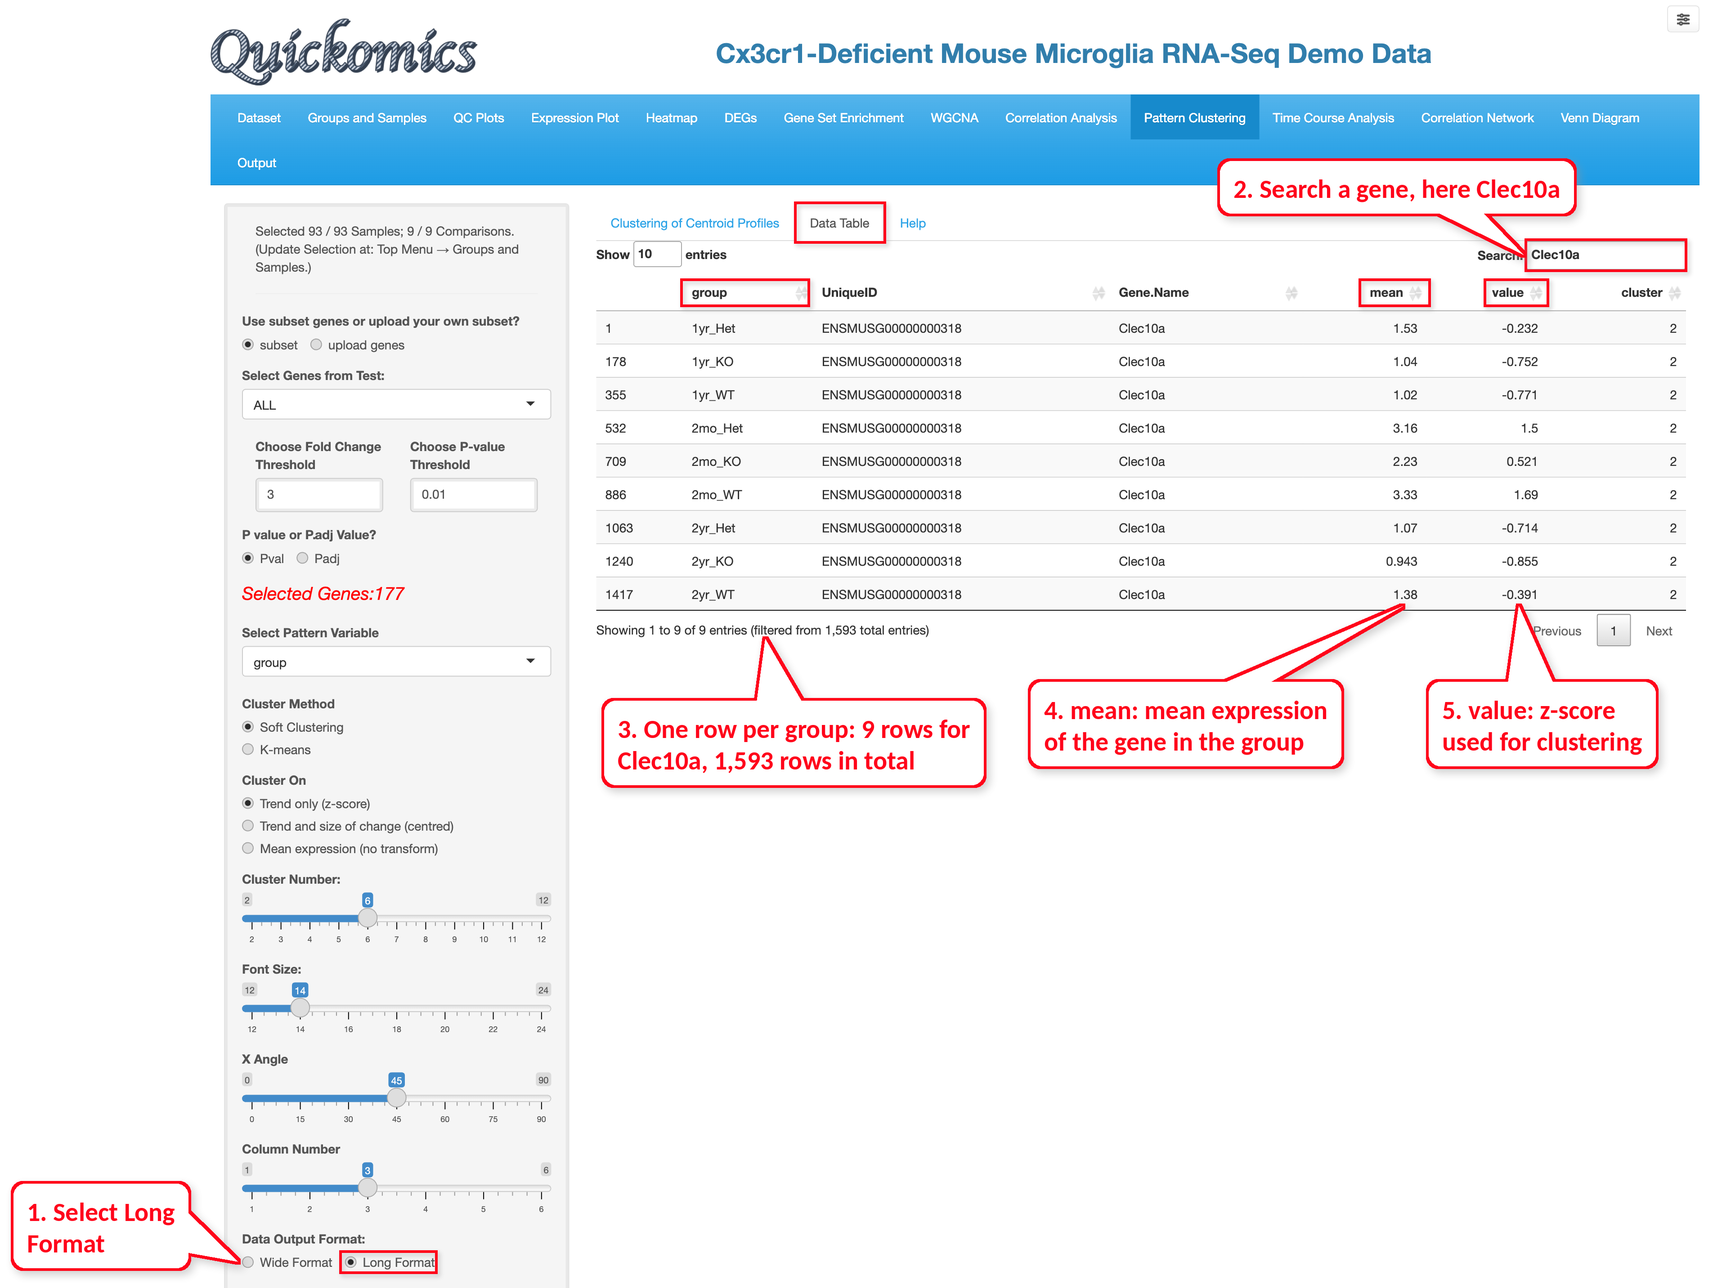 Quickomics
Cx3cr1-Deficient Mouse Microglia RNA-Seq Demo Data
Dataset Groups and Samples QC Plots Expression Plot Heatmap DEGs Gene Set Enrichment WGCNA Correlation Analysis Pattern Clustering Time Course Analysis Correlation Network Venn Diagram
Output
2. Search a gene, here Clec10a
Selected 93 / 93 Samples; 9 / 9 Comparisons.
(Update Selection at: Top Menu → Groups and
Samples.)
Use subset genes or upload your own subset?
subset upload genes
Select Genes from Test:
ALL
Choose Fold Change
Threshold
3
Choose P-value
Threshold
0.01
P value or P.adj Value?
Pval Padj
Selected Genes:177
Select Pattern Variable
group
Cluster Method
Soft Clustering
K-means
Cluster On
Trend only (z-score)
Trend and size of change (centred)
Mean expression (no transform)
Cluster Number:
2 6 12
2 3 4 5 6 7 8 9 10 11 12
Font Size:
12 14 24
12 14 16 18 20 22 24
X Angle
0 45 90
0 15 30 45 60 75 90
Column Number
1 3 6
1 2 3 4 5 6
Data Output Format:
Wide Format Long Format
1. Select Long
Format
Clustering of Centroid Profiles Data Table Help
Show 10 entries
Search: Clec10a
group UniqueID Gene.Name mean value cluster
1 1yr_Het ENSMUSG00000000318 Clec10a 1.53 -0.232 2
178 1yr_KO ENSMUSG00000000318 Clec10a 1.04 -0.752 2
355 1yr_WT ENSMUSG00000000318 Clec10a 1.02 -0.771 2
532 2mo_Het ENSMUSG00000000318 Clec10a 3.16 1.5 2
709 2mo_KO ENSMUSG00000000318 Clec10a 2.23 0.521 2
886 2mo_WT ENSMUSG00000000318 Clec10a 3.33 1.69 2
1063 2yr_Het ENSMUSG00000000318 Clec10a 1.07 -0.714 2
1240 2yr_KO ENSMUSG00000000318 Clec10a 0.943 -0.855 2
1417 2yr_WT ENSMUSG00000000318 Clec10a 1.38 -0.391 2
Showing 1 to 9 of 9 entries (filtered from 1,593 total entries)
Previous 1 Next
3. One row per group: 9 rows for
Clec10a, 1,593 rows in total
4. mean: mean expression
of the gene in the group
5. value: z-score
used for clustering